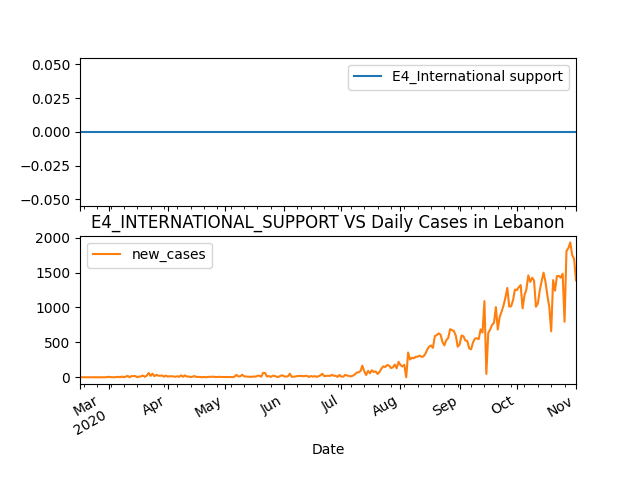 E4_International support
0.050
0.025
0.000
−0.025
−0.050
E4_INTERNATIONAL_SUPPORT VS Daily Cases in Lebanon
new_cases
2000
1500
1000
500
0
Mar
2020
Apr
May
Jun
Jul
Aug
Sep
Oct
Nov
Date